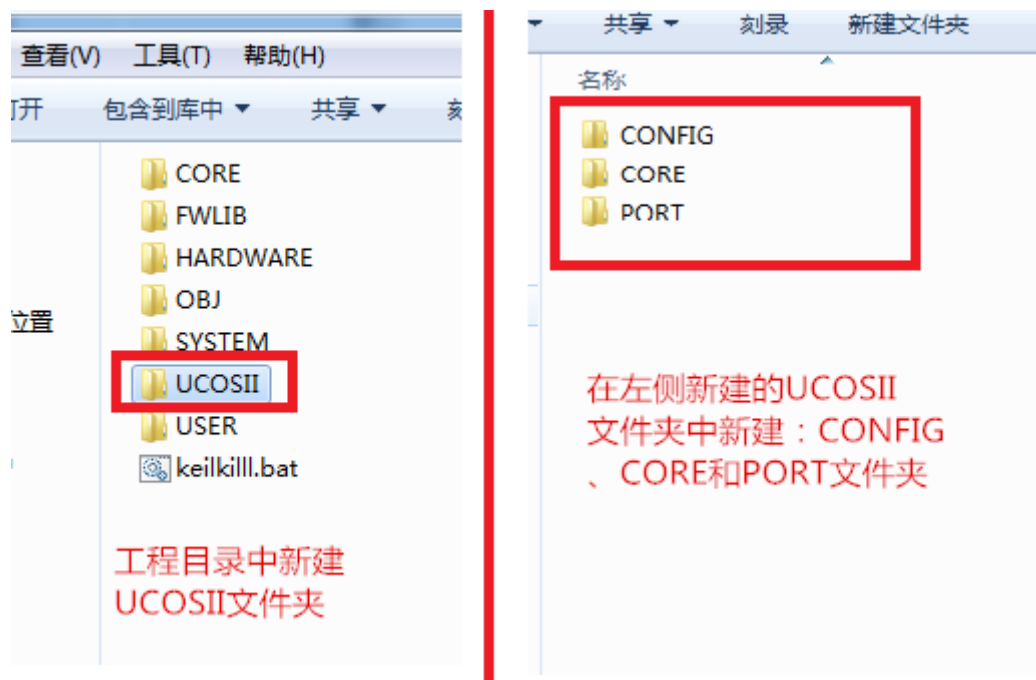 查看(V) 工具(T) 帮助(H)
打开 包含到库中 共享
CORE
FWLIB
HARDWARE
OBJ
SYSTEM
UCOSII
USER
keilkilll.bat
位置
工程目录中新建
UCOSII文件夹
共享 刻录 新建文件夹
名称
CONFIG
CORE
PORT
在左侧新建的UCOSII
文件夹中新建：CONFIG
、CORE和PORT文件夹